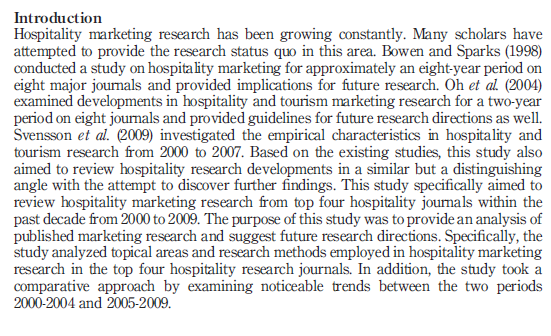 Introduction
Hospitality marketing research has been growing constantly. Many scholars have
attempted to provide the research status quo in this area. Bowen and Sparks (1998)
conducted a study on hospitality marketing for approximately an eight-year period on
eight major journals and provided implications for future research. Oh et al. (2004)
examined developments in hospitality and tourism marketing research for a two-year
period on eight journals and provided guidelines for future research directions as well.
Svensson et al. (2009) investigated the empirical characteristics in hospitality and
tourism research from 2000 to 2007. Based on the existing studies, this study also
aimed to review hospitality research developments in a similar but a distinguishing
angle with the attempt to discover further findings. This study specifically aimed to
review hospitality marketing research from top four hospitality journals within the
past decade from 2000 to 2009. The purpose of this study was to provide an analysis of
published marketing research and suggest future research directions. Specifically, the
study analyzed topical areas and research methods employed in hospitality marketing
research in the top four hospitality research journals. In addition, the study took a
comparative approach by examining noticeable trends between the two periods
2000-2004 and 2005-2009.